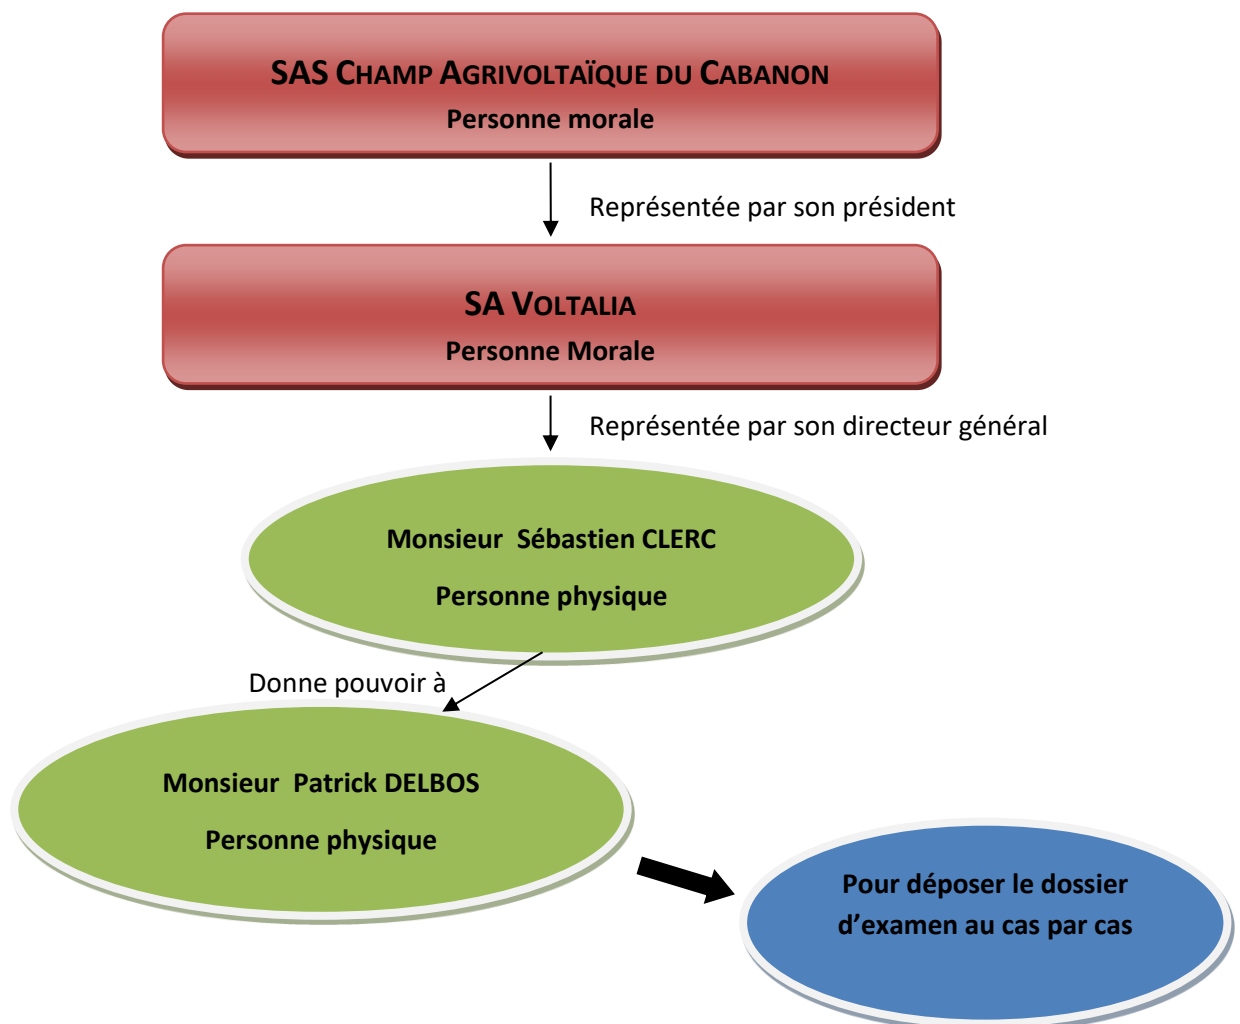 SAS CHAMP AGRIVOLTAÏQUE DU CABANON
Personne morale
Représentée par son président
SA VOLTALIA
Personne Morale
Représentée par son directeur général
Monsieur  Sébastien CLERC
Personne physique
Donne pouvoir à
Monsieur  Patrick DELBOS
Personne physique
Pour déposer le dossier
d’examen au cas par cas